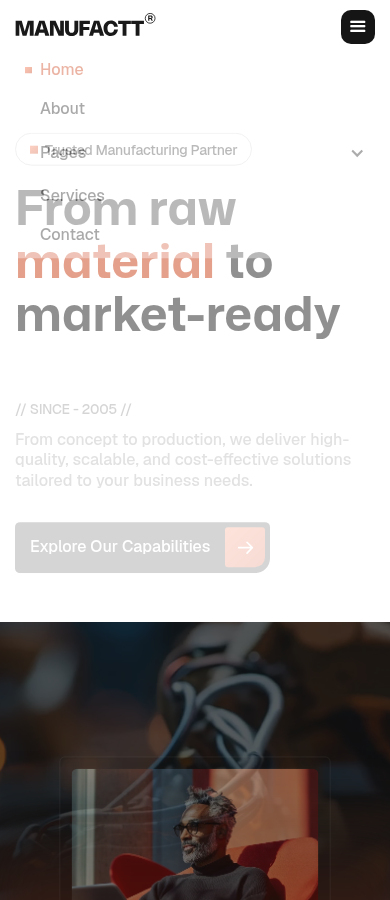 MANUFACTT®
Home
About
Trusted Manufacturing Partner
Pages
Services
From raw
Contact
material to
market-ready
// SINCE - 2005 //
From concept to production, we deliver high-
quality, scalable, and cost-effective solutions
tailored to your business needs.
Explore Our Capabilities